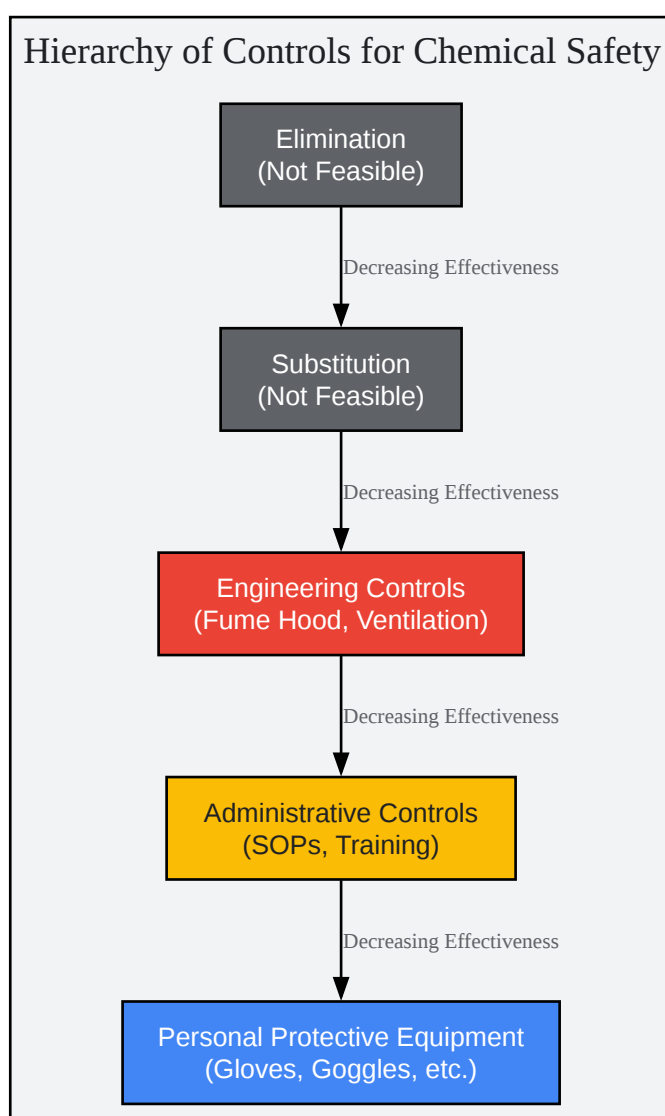 Hierarchy of Controls for Chemical Safety
Elimination
(Not Feasible)
Decreasing Effectiveness
Substitution
(Not Feasible)
Decreasing Effectiveness
Engineering Controls
(Fume Hood, Ventilation)
Decreasing Effectiveness
Administrative Controls
(SOPs, Training)
Decreasing Effectiveness
Personal Protective Equipment
(Gloves, Goggles, etc.)